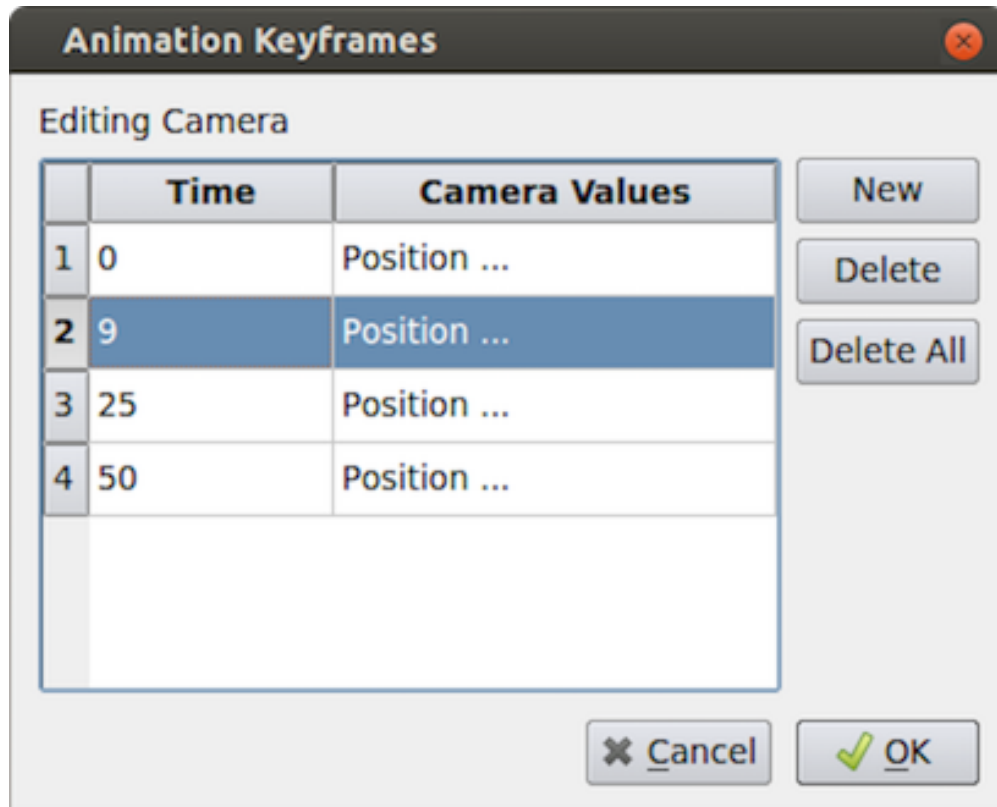 Animation Keyframes
Editing Camera
Time Camera Values
1 0 Position ...
2 9 Position ...
3 25 Position ...
4 50 Position ...
New
Delete
Delete All
Cancel OK